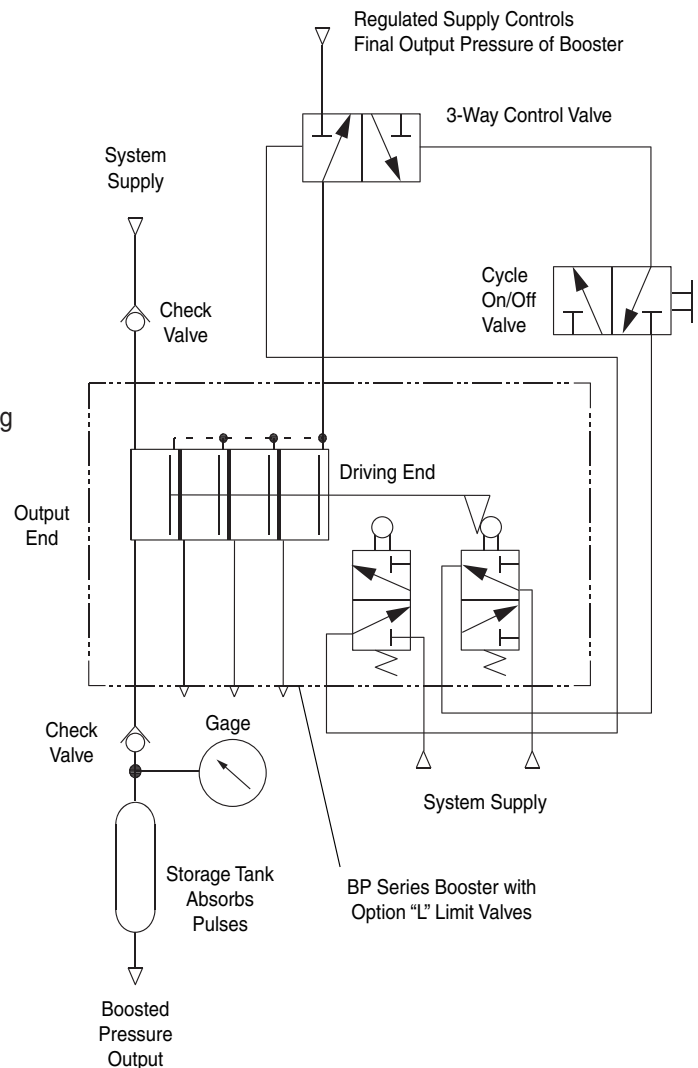 Regulated Supply Controls
Final Output Pressure of Booster
3-Way Control Valve
System
Supply
Cycle
On/Off
Valve
Check
Valve
g
Driving End
Output
End
Check
Valve
Gage
System Supply
Storage Tank
Absorbs
Pulses
BP Series Booster with
Option “L” Limit Valves
Boosted
Pressure
Output